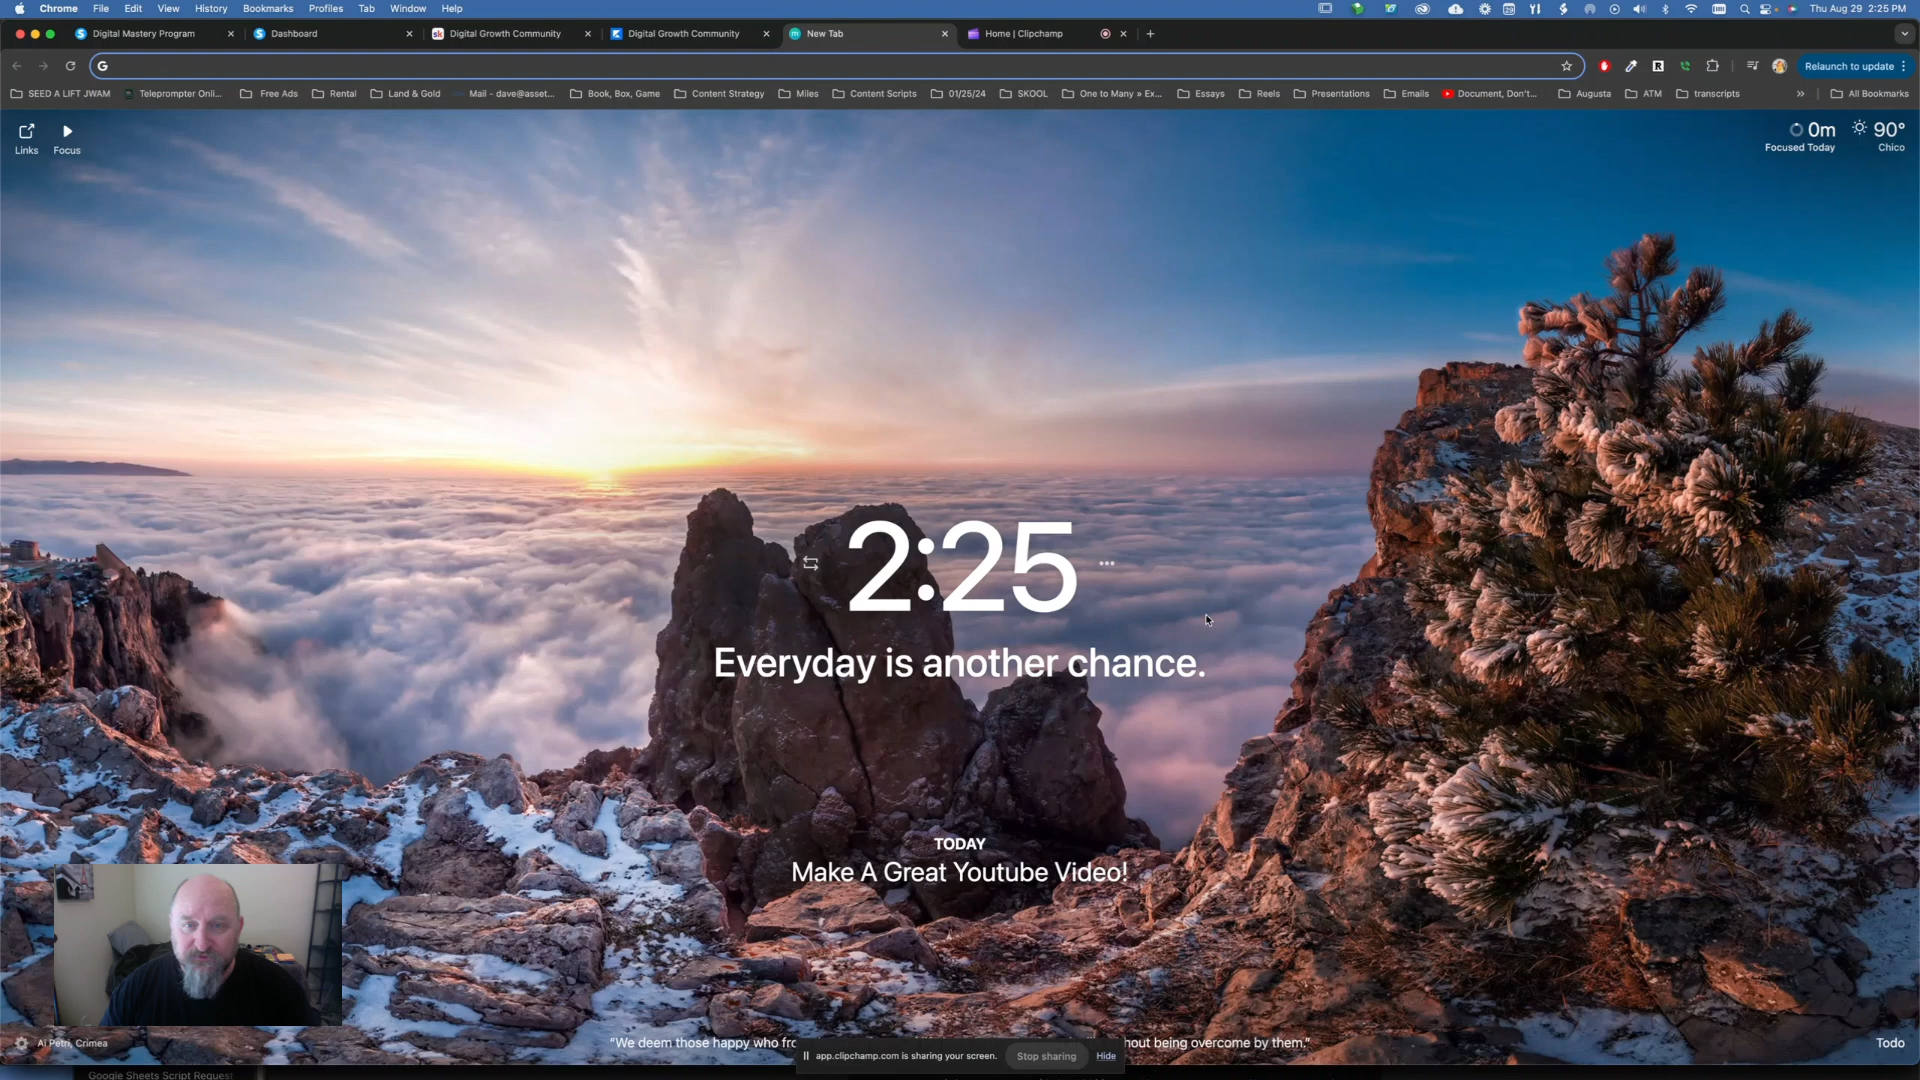 Chrome File Edit View History Bookmarks Profiles Tab Window Help Thu Aug 29 2:25 PM
Digital Mastery Program Dashboard Digital Growth Community Digital Growth Community New Tab Home | Clipchamp
Relaunch to update
SEED A LIFT JWAM Teleprompter Onli... Free Ads Rental Land & Gold Mail - dave@asset... Book, Box, Game Content Strategy Miles Content Scripts 01/25/24 SKOOL One to Many » Ex... Essays Reels Presentations Emails Document, Don't... Augusta ATM transcripts » All Bookmarks
Links Focus
0m 90°
Focused Today Chico
2:25
Everyday is another chance.
TODAY
Make A Great Youtube Video!
Ai Petri, Crimea
"We deem those happy who fro
hout being overcome by them."
Todo
app.clipchamp.com is sharing your screen. Stop sharing Hide
Google Sheets Script Request